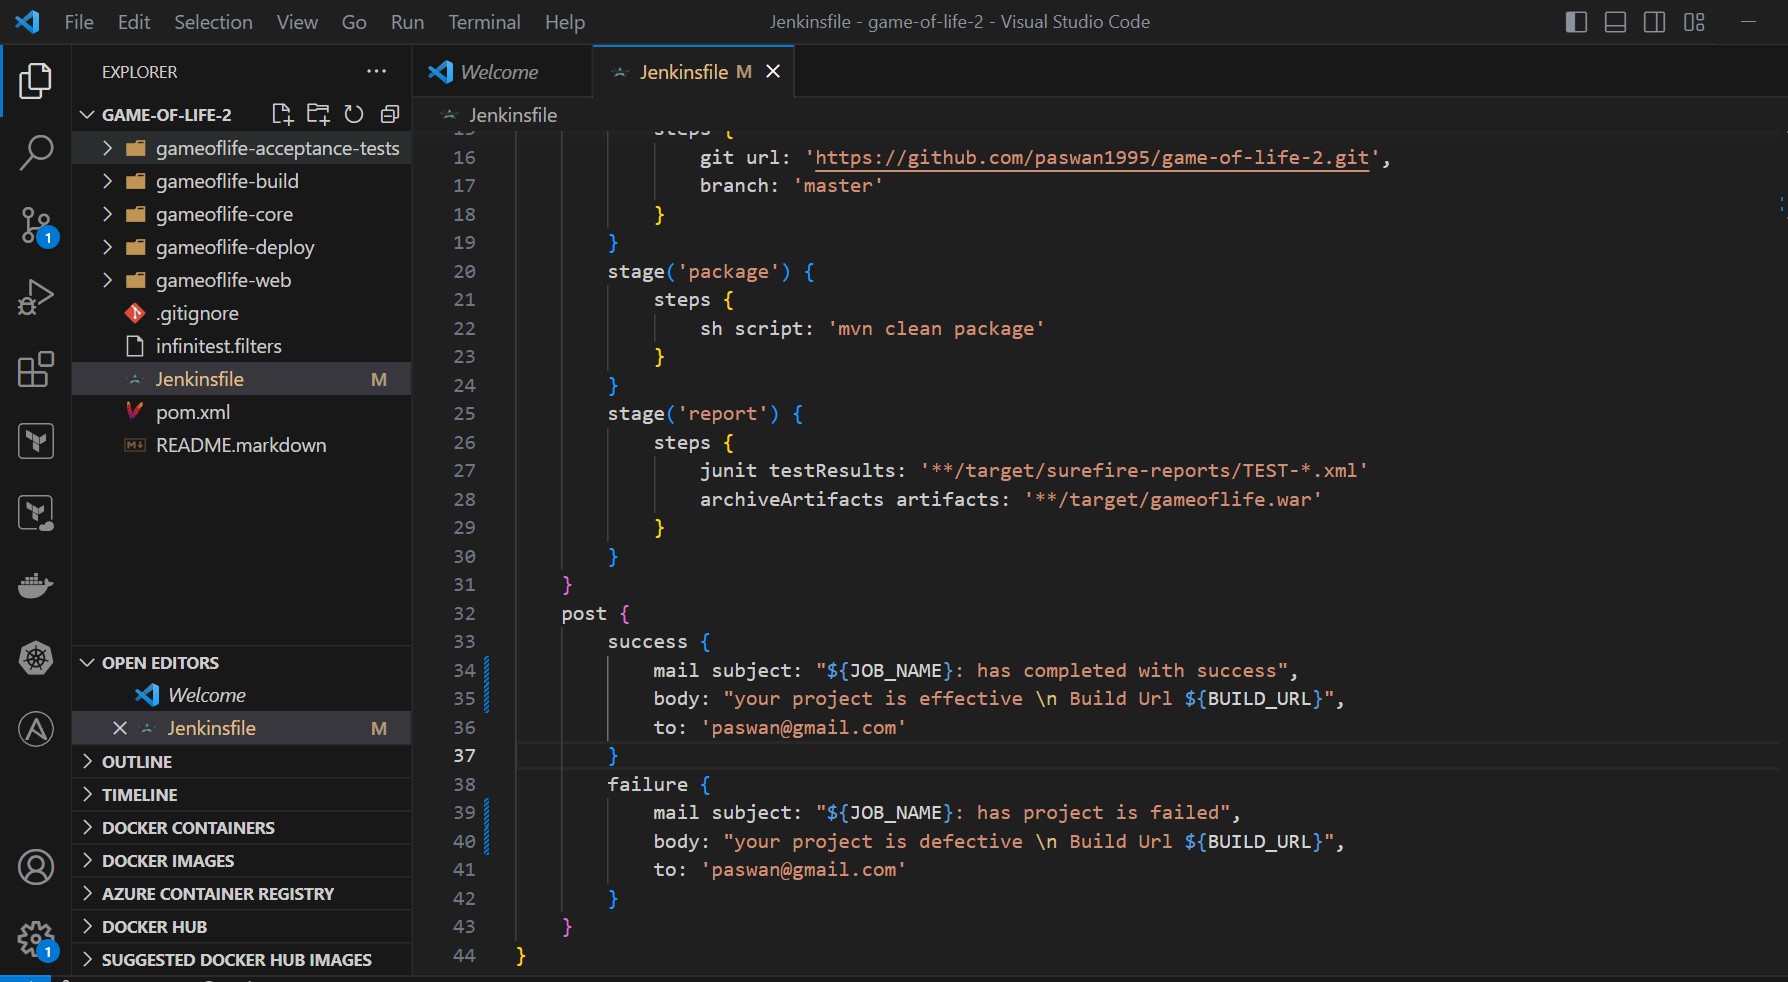 File Edit Selection View Go Run Terminal Help
Jenkinsfile - game-of-life-2 - Visual Studio Code
EXPLORER
GAME-OF-LIFE-2
gameoflife-acceptance-tests
gameoflife-build
gameoflife-core
gameoflife-deploy
gameoflife-web
.gitignore
infinitest.filters
Jenkinsfile M
pom.xml
README.markdown
OPEN EDITORS
Welcome
Jenkinsfile M
OUTLINE
TIMELINE
DOCKER CONTAINERS
DOCKER IMAGES
AZURE CONTAINER REGISTRY
DOCKER HUB
SUGGESTED DOCKER HUB IMAGES
1
1
Welcome
Jenkinsfile M
Jenkinsfile
15 steps {
16 git url: 'https://github.com/paswan1995/game-of-life-2.git',
17 branch: 'master'
18 }
19 }
20 stage('package') {
21 steps {
22 sh script: 'mvn clean package'
23 }
24 }
25 stage('report') {
26 steps {
27 junit testResults: '**/target/surefire-reports/TEST-*.xml'
28 archiveArtifacts artifacts: '**/target/gameoflife.war'
29 }
30 }
31 }
32 post {
33 success {
34 mail subject: "${JOB_NAME}: has completed with success",
35 body: "your project is effective \n Build Url ${BUILD_URL}",
36 to: 'paswan@gmail.com'
37 }
38 failure {
39 mail subject: "${JOB_NAME}: has project is failed",
40 body: "your project is defective \n Build Url ${BUILD_URL}",
41 to: 'paswan@gmail.com'
42 }
43 }
44 }